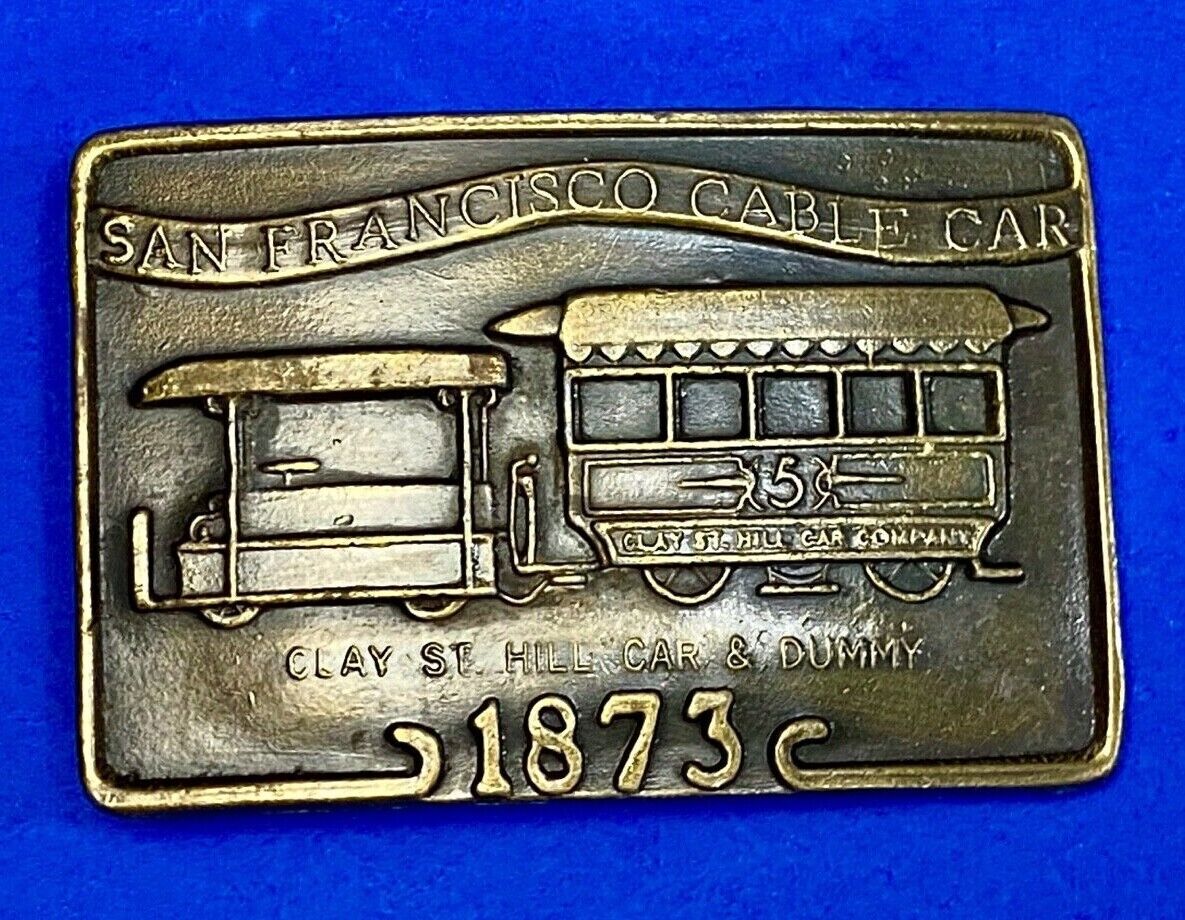 SAN FRANCISCO CABLE CAR
5
CLAY ST. HILL CAR COMPANY
CLAY ST. HILL CAR & DUMMY
1873